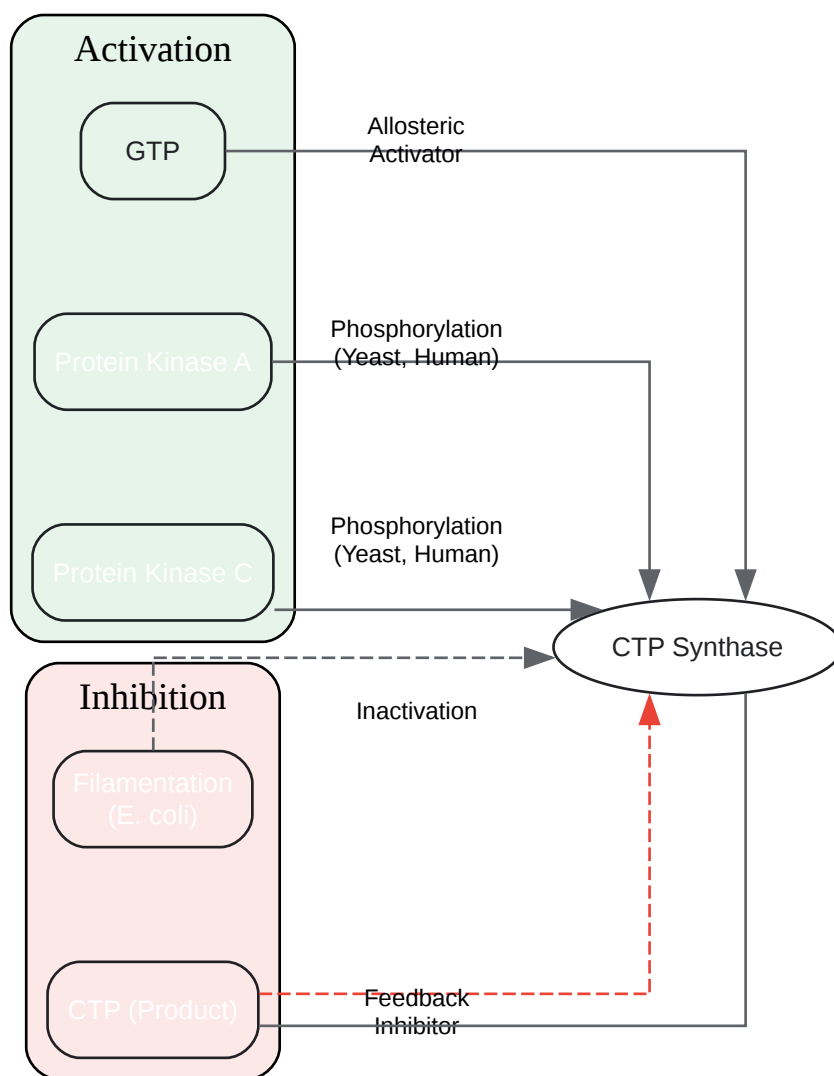 Activation
GTP
Allosteric
Activator
Protein Kinase A
Phosphorylation
(Yeast, Human)
Protein Kinase C
Phosphorylation
(Yeast, Human)
CTP Synthase
Inhibition
Inactivation
Filamentation
(E. coli)
CTP (Product)
Feedback
Inhibitor